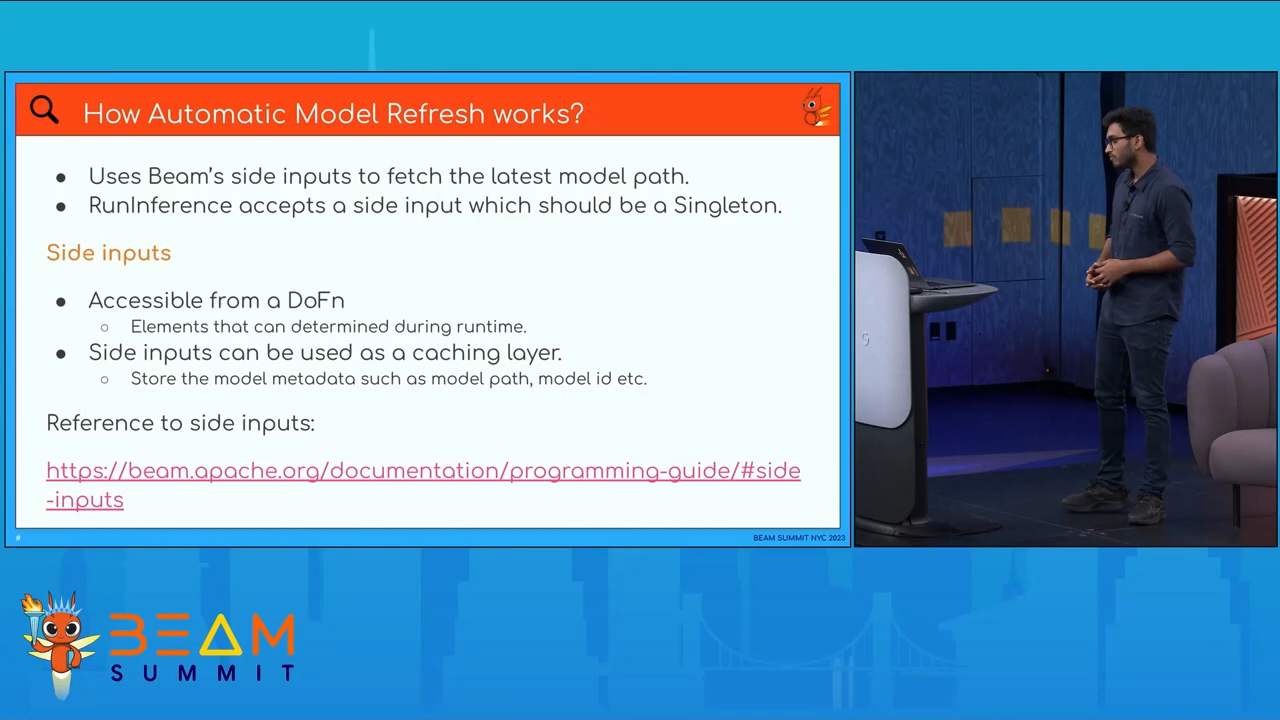 How Automatic Model Refresh works?
Uses Beam's side inputs to fetch the latest model path.
RunInference accepts a side input which should be a Singleton.
Side inputs
Accessible from a DoFn
Elements that can determined during runtime.
Side inputs can be used as a caching layer.
Store the model metadata such as model path, model id etc.
Reference to side inputs:
https://beam.apache.org/documentation/programming-guide/#side
-inputs
#
BEAM SUMMIT NYC 2023
BEAM
SUMMIT